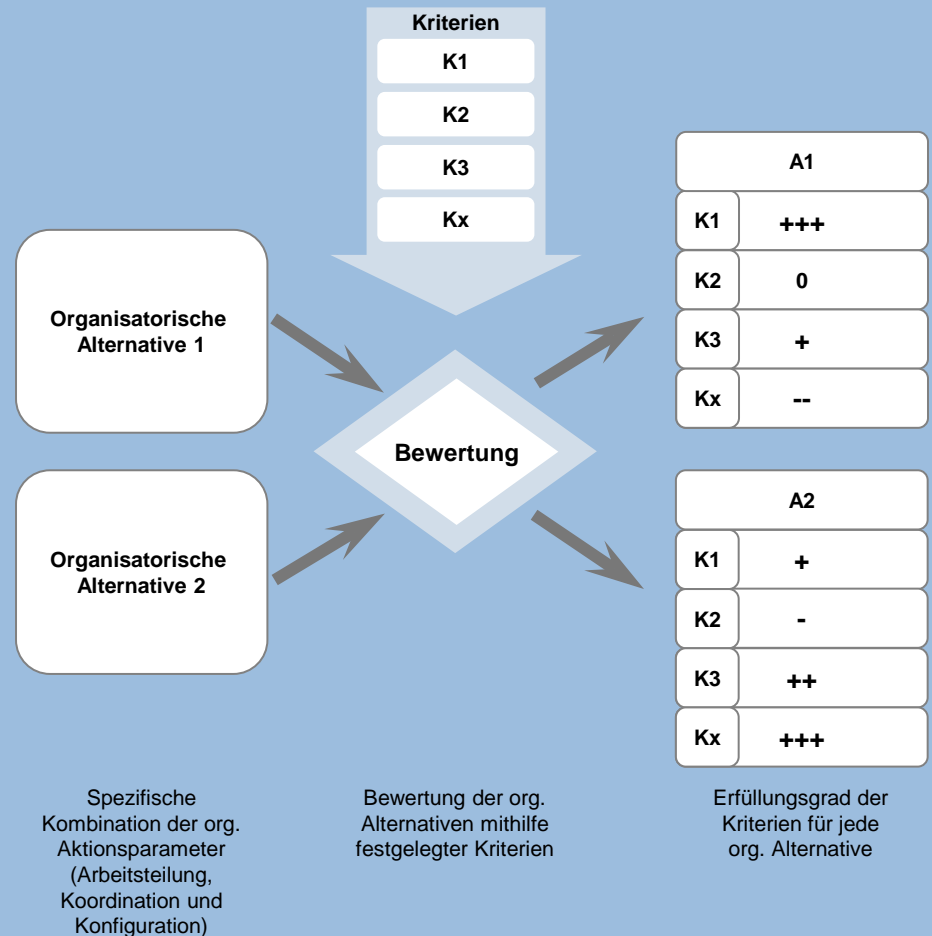 Kriterien
K1
K2
K3
Kx
Organisatorische
Alternative 1
Organisatorische
Alternative 2
Bewertung
A1
K1 +++
K2 0
K3 +
Kx --
A2
K1 +
K2 -
K3 ++
Kx +++
Spezifische
Kombination der org.
Aktionsparameter
(Arbeitsteilung,
Koordination und
Konfiguration)
Bewertung der org.
Alternativen mithilfe
festgelegter Kriterien
Erfüllungsgrad der
Kriterien für jede
org. Alternative